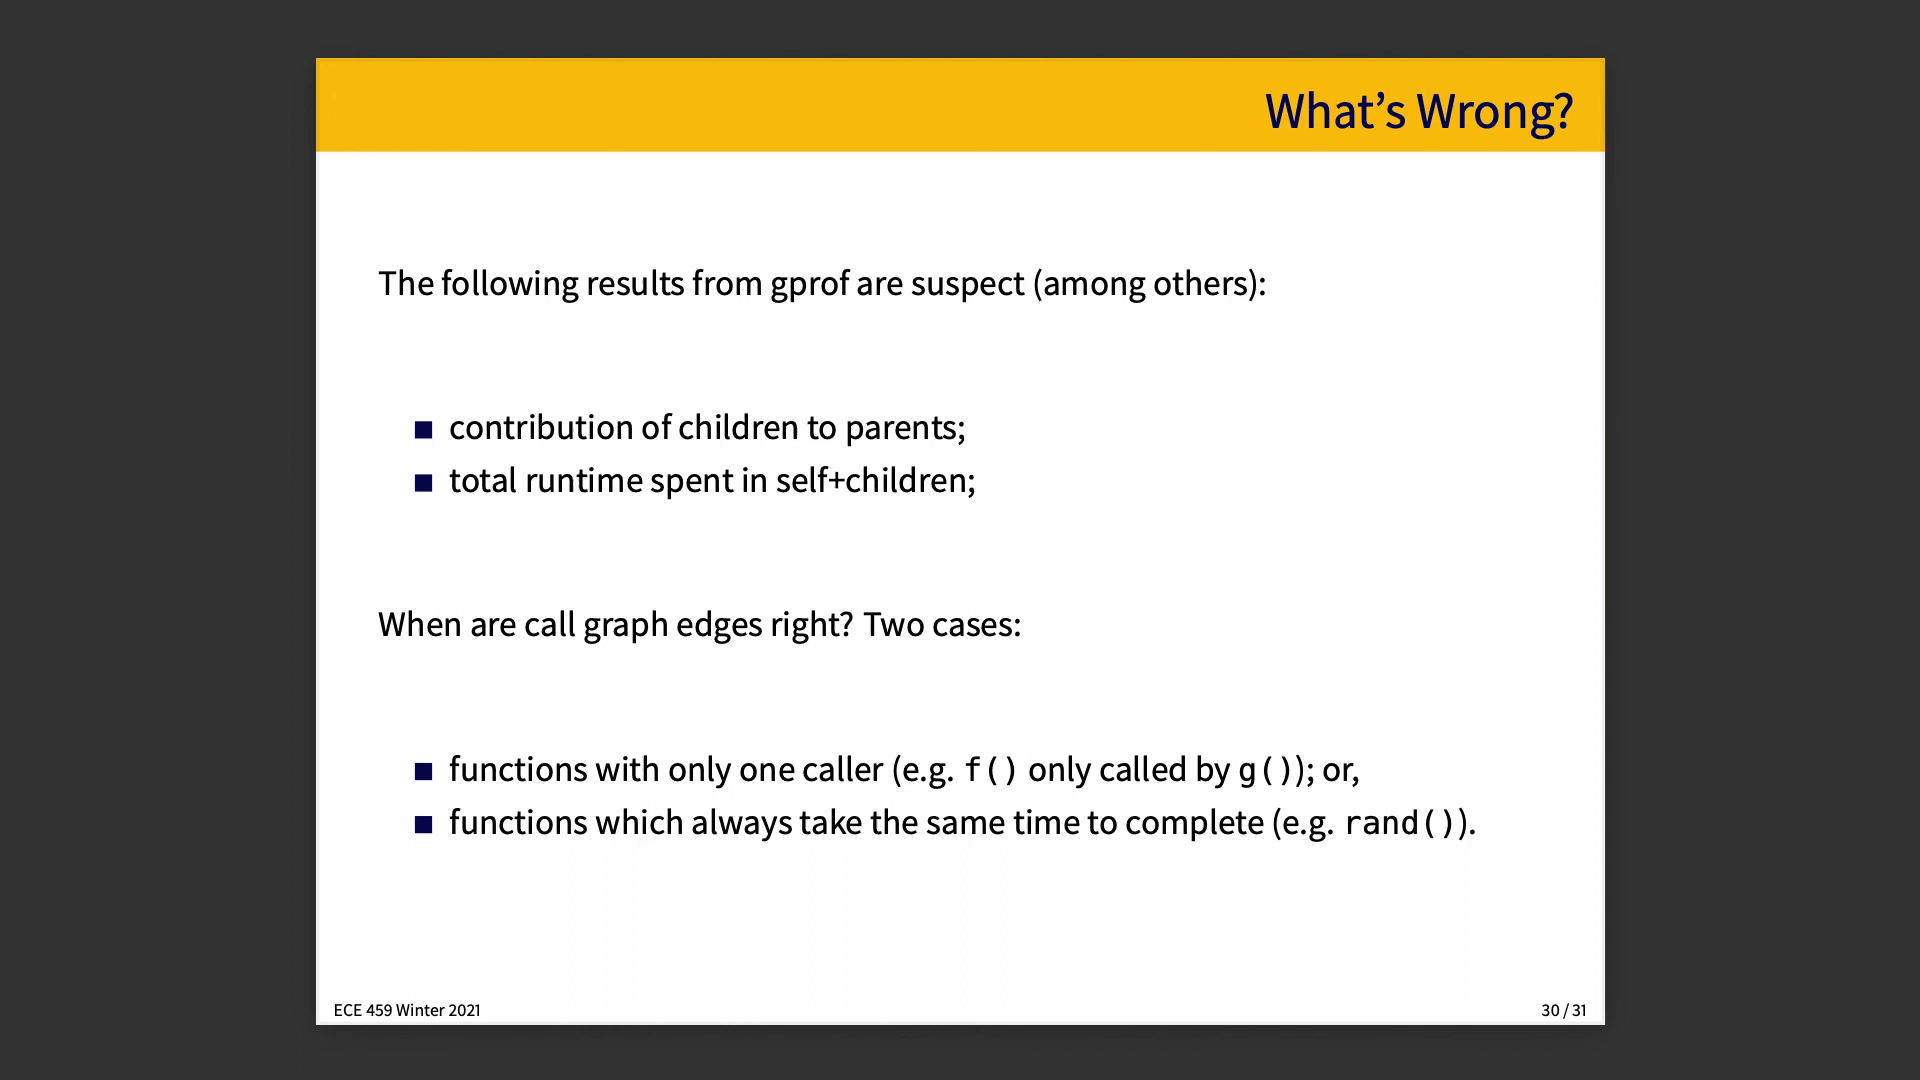 What’s Wrong?
The following results from gprof are suspect (among others):
■ contribution of children to parents;
■ total runtime spent in self+children;
When are call graph edges right? Two cases:
■ functions with only one caller (e.g. f() only called by g()); or,
■ functions which always take the same time to complete (e.g. rand()).
ECE 459 Winter 2021
30 / 31